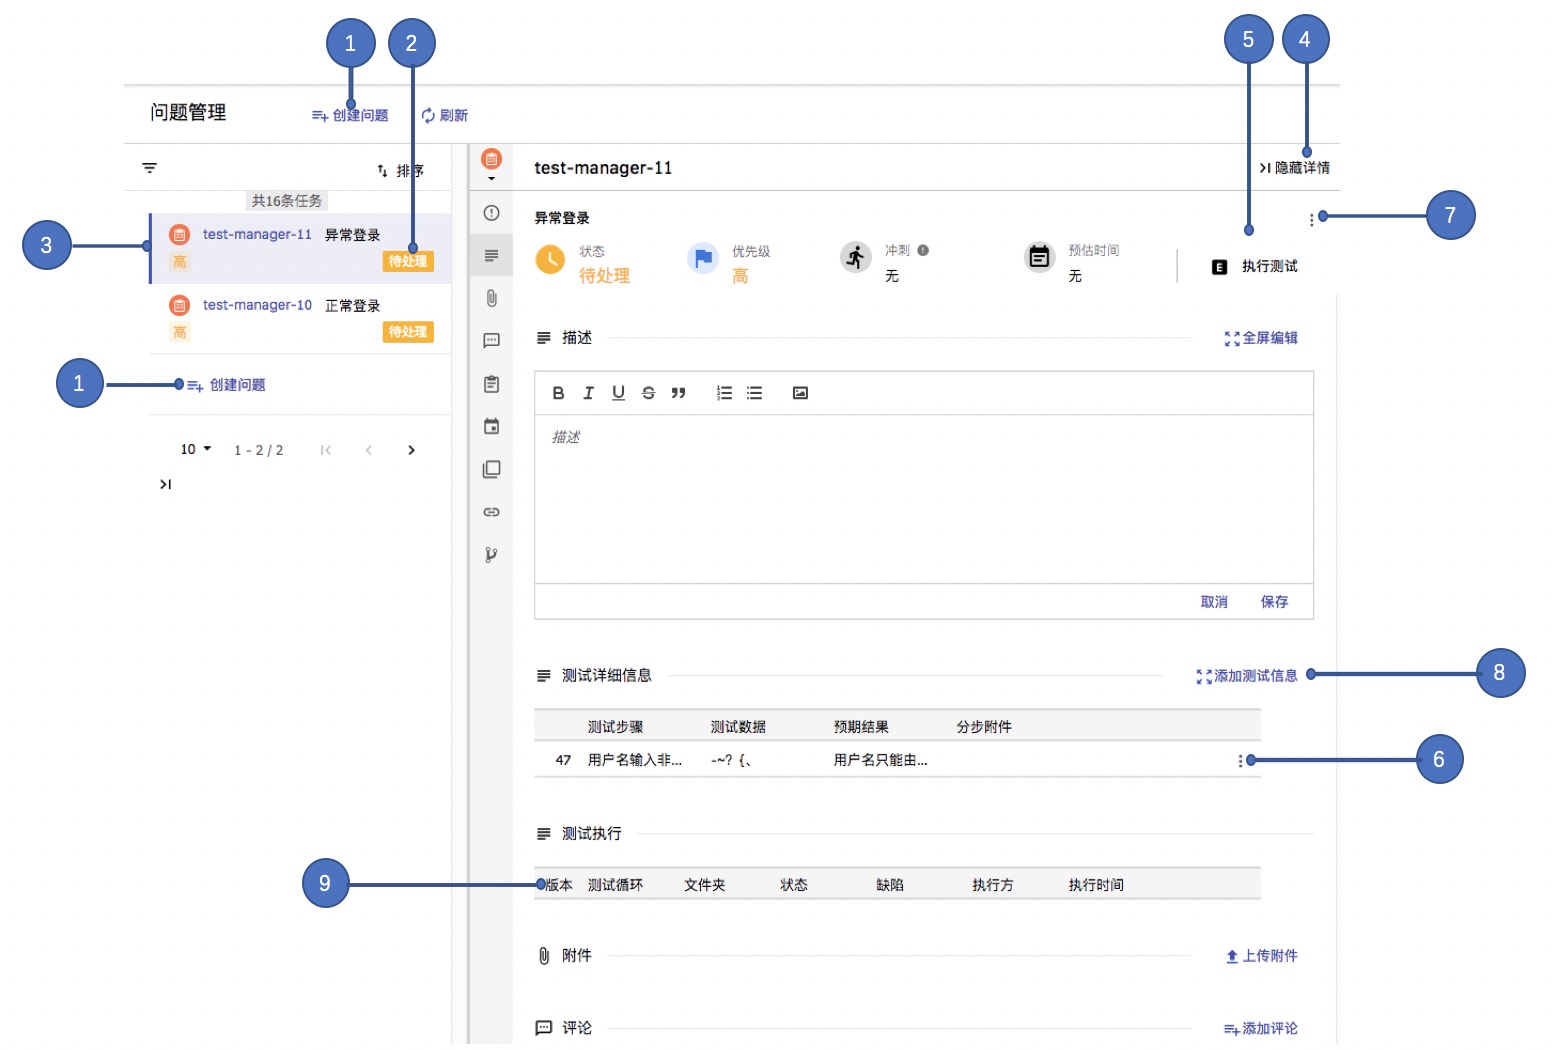 1 2 5 4
问题管理 创建问题 刷新
排序
共16条任务
3 test-manager-11 异常登录
高 待处理
test-manager-10 正常登录
高 待处理
1 创建问题
10 1 - 2 / 2
test-manager-11 隐藏详情
异常登录 7
状态 优先级 冲刺 预估时间
待处理 高 无 无 E 执行测试
描述 全屏编辑
B I U S
描述
取消 保存
测试详细信息 添加测试信息 8
测试步骤 测试数据 预期结果 分步附件
47 用户名输入非... -~? {、 用户名只能由... 6
测试执行
9 版本 测试循环 文件夹 状态 缺陷 执行方 执行时间
附件 上传附件
评论 添加评论